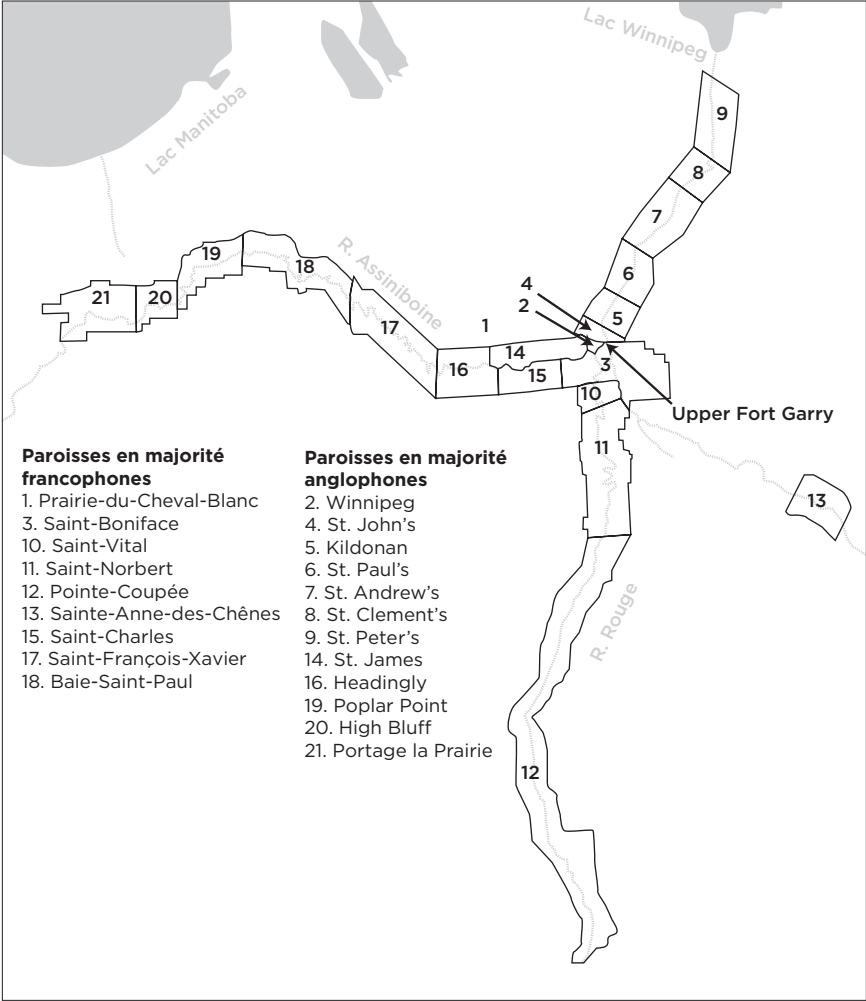 Lac Winnipeg
Lac Manitoba
9
8
7
R. Assiniboine
19
18
6
4
21
20
2
5
17
1
14
3
16
15
10
Upper Fort Garry
11
13
Paroisses en majorité
francophones
1. Prairie-du-Cheval-Blanc
3. Saint-Boniface
10. Saint-Vital
11. Saint-Norbert
12. Pointe-Coupée
13. Sainte-Anne-des-Chênes
15. Saint-Charles
17. Saint-François-Xavier
18. Baie-Saint-Paul
Paroisses en majorité
anglophones
2. Winnipeg
4. St. John’s
5. Kildonan
6. St. Paul’s
7. St. Andrew’s
8. St. Clement’s
9. St. Peter’s
14. St. James
16. Headingly
19. Poplar Point
20. High Bluff
21. Portage la Prairie
R. Rouge
12